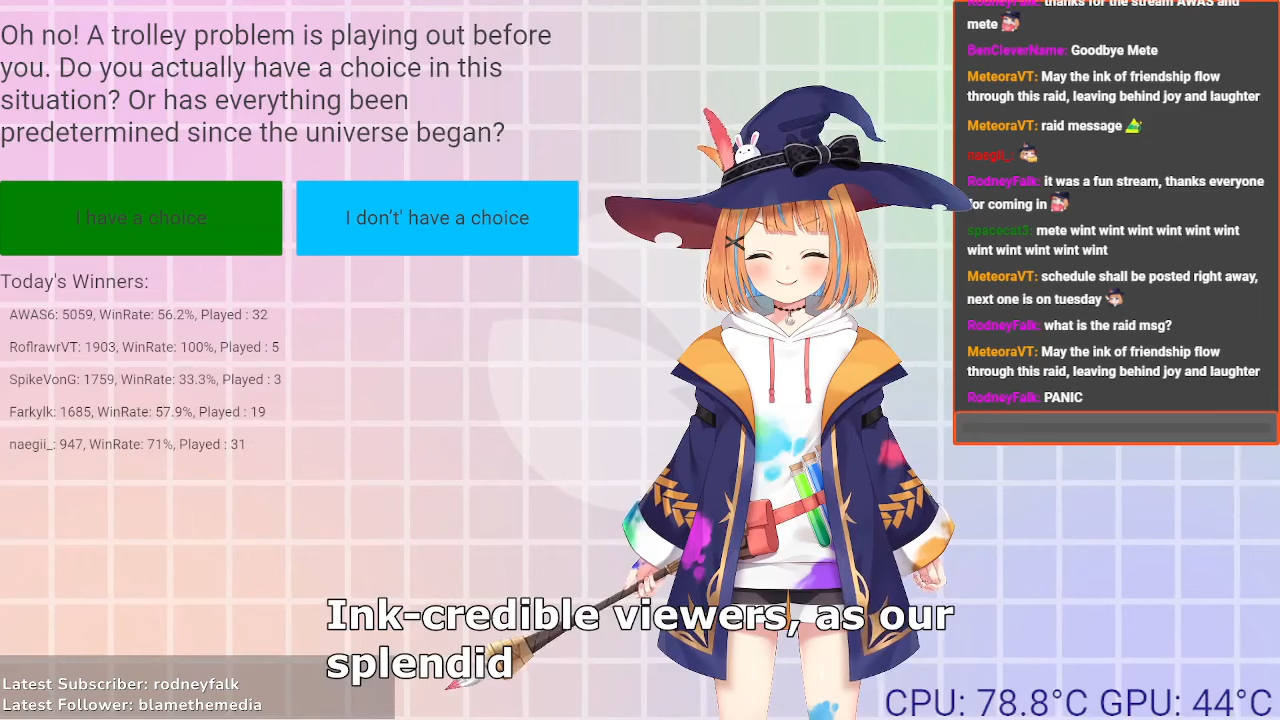 Oh no! A trolley problem is playing out before
you. Do you actually have a choice in this
situation? Or has everything been
predetermined since the universe began?
I have a choice
I don't' have a choice
Today's Winners:
AWAS6: 5059, WinRate: 56.2%, Played : 32
RoflrawrVT: 1903, WinRate: 100%, Played : 5
SpikeVonG: 1759, WinRate: 33.3%, Played : 3
Farkylk: 1685, WinRate: 57.9%, Played : 19
naegii_: 947, WinRate: 71%, Played : 31
RodneyFalk: thanks for the stream AWAS and
mete
BenCleverName: Goodbye Mete
MeteoraVT: May the ink of friendship flow
through this raid, leaving behind joy and laughter
MeteoraVT: raid message
naegii_:
RodneyFalk: it was a fun stream, thanks everyone
for coming in
spacecat3: mete wint wint wint wint wint wint
wint wint wint wint wint
MeteoraVT: schedule shall be posted right away,
next one is on tuesday
RodneyFalk: what is the raid msg?
MeteoraVT: May the ink of friendship flow
through this raid, leaving behind joy and laughter
RodneyFalk: PANIC
Ink-credible viewers, as our
splendid
Latest Subscriber: rodneyfalk
Latest Follower: blamethemedia
CPU: 78.8°C GPU: 44°C